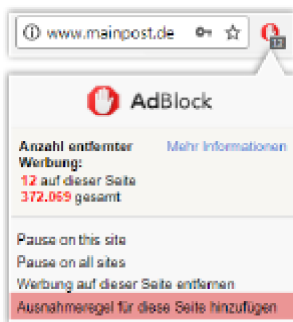 www.mainpost.de
12
AdBlock
Anzahl entfernter Mehr Informationen
Werbung:
12 auf dieser Seite
372.069 gesamt
Pause on this site
Pause on all sites
Werbung auf dieser Seite entfernen
Ausnahmeregel für diese Seite hinzufügen